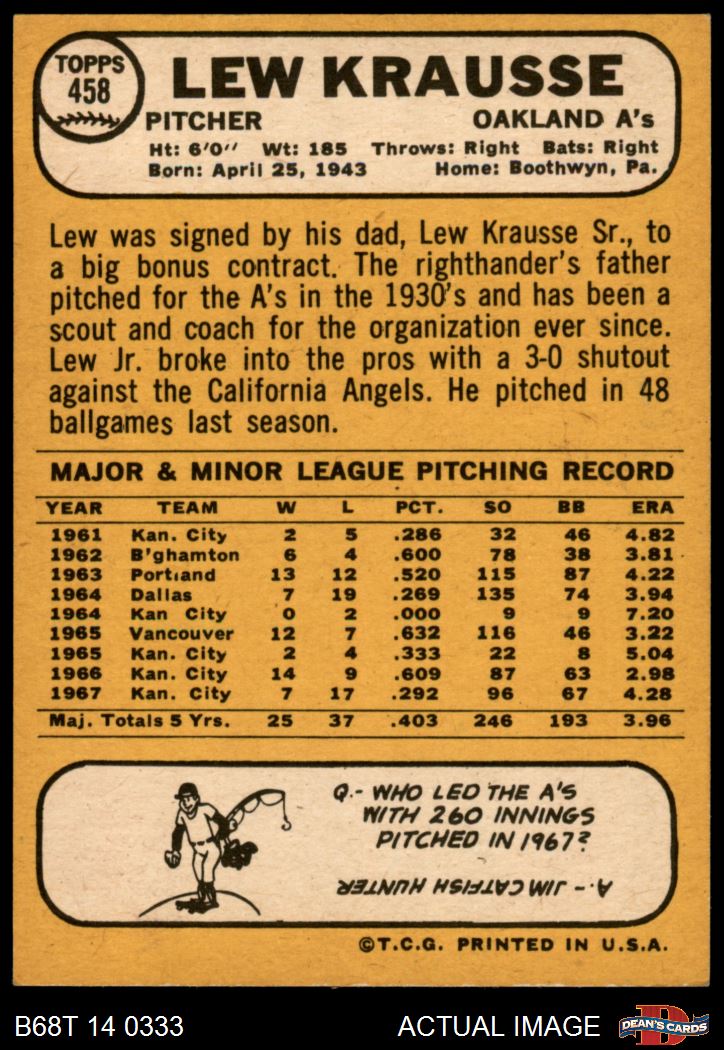 TOPPS
458
LEW KRAUSSE
PITCHER OAKLAND A's
Ht: 6'0" Wt: 185 Throws: Right Bats: Right
Born: April 25, 1943 Home: Boothwyn, Pa.
Lew was signed by his dad, Lew Krausse Sr., to
a big bonus contract. The righthander's father
pitched for the A's in the 1930's and has been a
scout and coach for the organization ever since.
Lew Jr. broke into the pros with a 3-0 shutout
against the California Angels. He pitched in 48
ballgames last season.
MAJOR & MINOR LEAGUE PITCHING RECORD
YEAR TEAM W L PCT. SO BB ERA
1961 Kan. City 2 5 .286 32 46 4.82
1962 B'ghamton 6 4 .600 78 38 3.81
1963 Portland 13 12 .520 115 87 4.22
1964 Dallas 7 19 .269 135 74 3.94
1964 Kan City 0 2 .000 9 9 7.20
1965 Vancouver 12 7 .632 116 46 3.22
1965 Kan. City 2 4 .333 22 8 5.04
1966 Kan. City 14 9 .609 87 63 2.98
1967 Kan. City 7 17 .292 96 67 4.28
Maj. Totals 5 Yrs. 25 37 .403 246 193 3.96
Q.- WHO LED THE A'S
WITH 260 INNINGS
PITCHED IN 1967?
A.- JIM CATFISH HUNTER
©T.C.G. PRINTED IN U.S.A.
B68T 14 0333 ACTUAL IMAGE DEAN'S CARDS